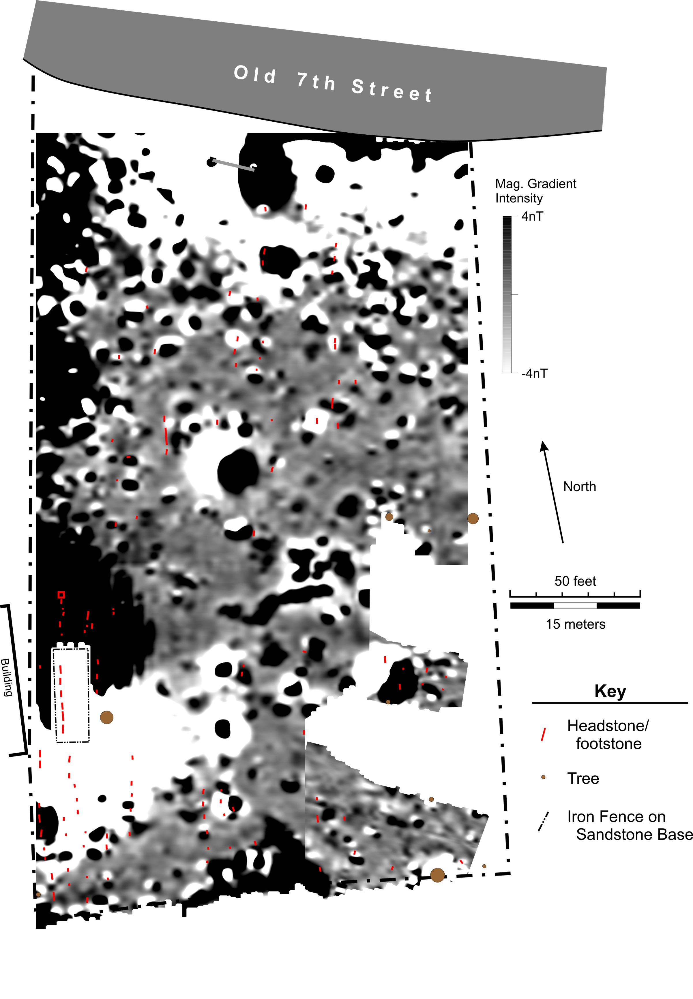 Old 7th Street
Mag. Gradient
Intensity
4nT
-4nT
North
50 feet
15 meters
Building
Key
Headstone/
footstone
Tree
Iron Fence on
Sandstone Base